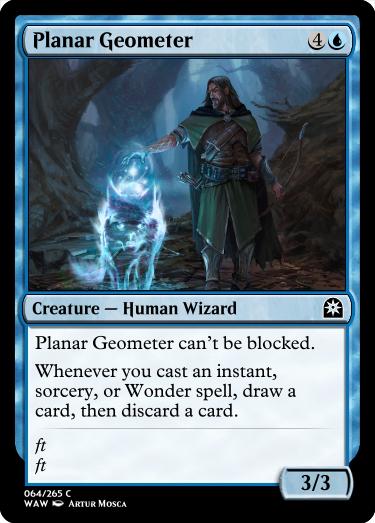 Planar Geometer 4
Creature — Human Wizard
Planar Geometer can't be blocked.
Whenever you cast an instant,
sorcery, or Wonder spell, draw a
card, then discard a card.
ft
ft
3/3
064/265 C
WAW Artur Mosca